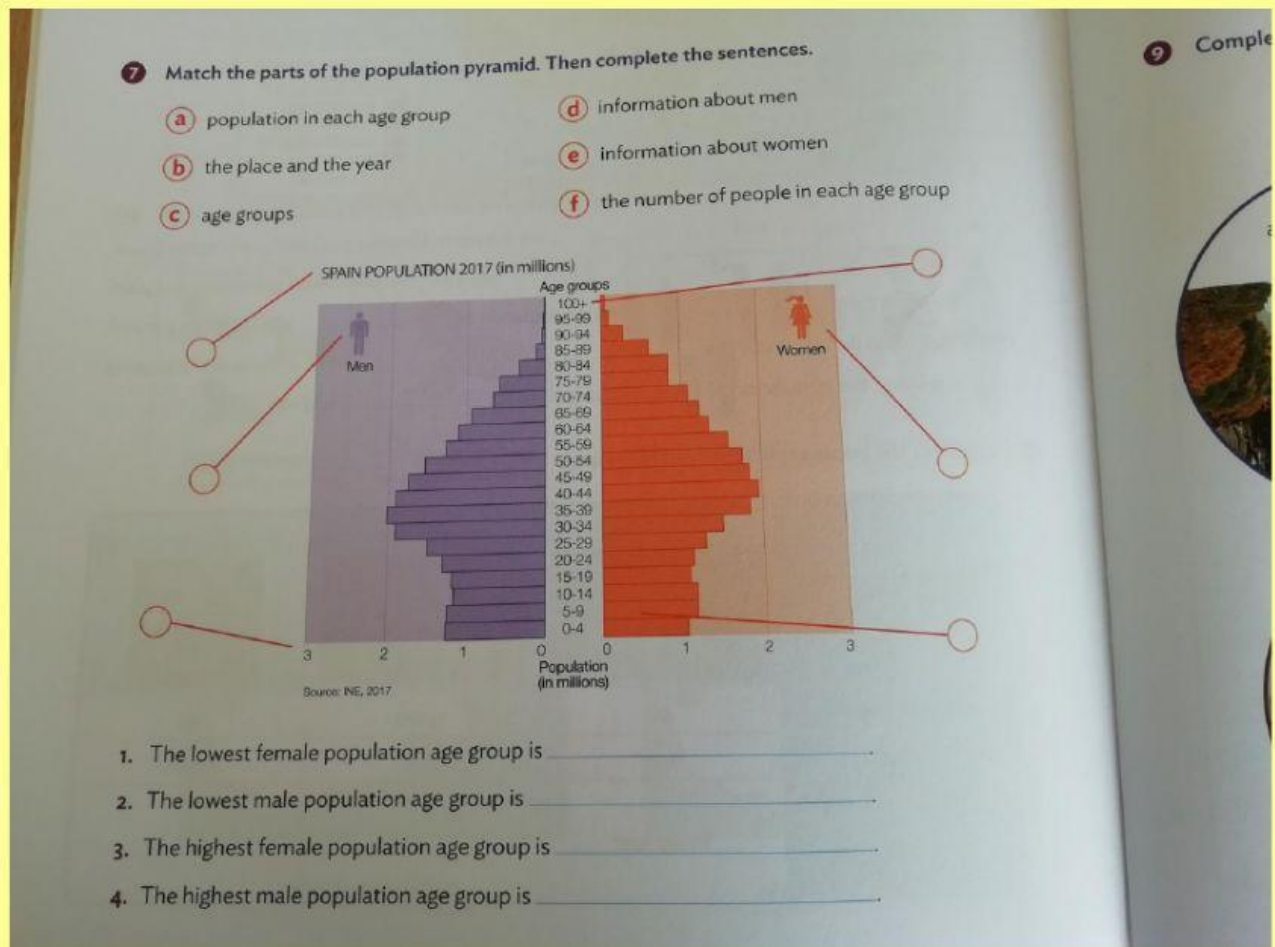 7 Match the parts of the population pyramid. Then complete the sentences.
a population in each age group
b the place and the year
c age groups
d information about men
e information about women
f the number of people in each age group
SPAIN POPULATION 2017 (in millions)
Age groups
100+
95-99
90-94
85-89
80-84
75-79
70-74
65-69
60-64
55-59
50-54
45-49
40-44
35-39
30-34
25-29
20-24
15-19
10-14
5-9
0-4
Men
Women
3 2 1 0 0 1 2 3
Population
(in millions)
Source: INE, 2017
1. The lowest female population age group is .
2. The lowest male population age group is .
3. The highest female population age group is .
4. The highest male population age group is .
9 Comple